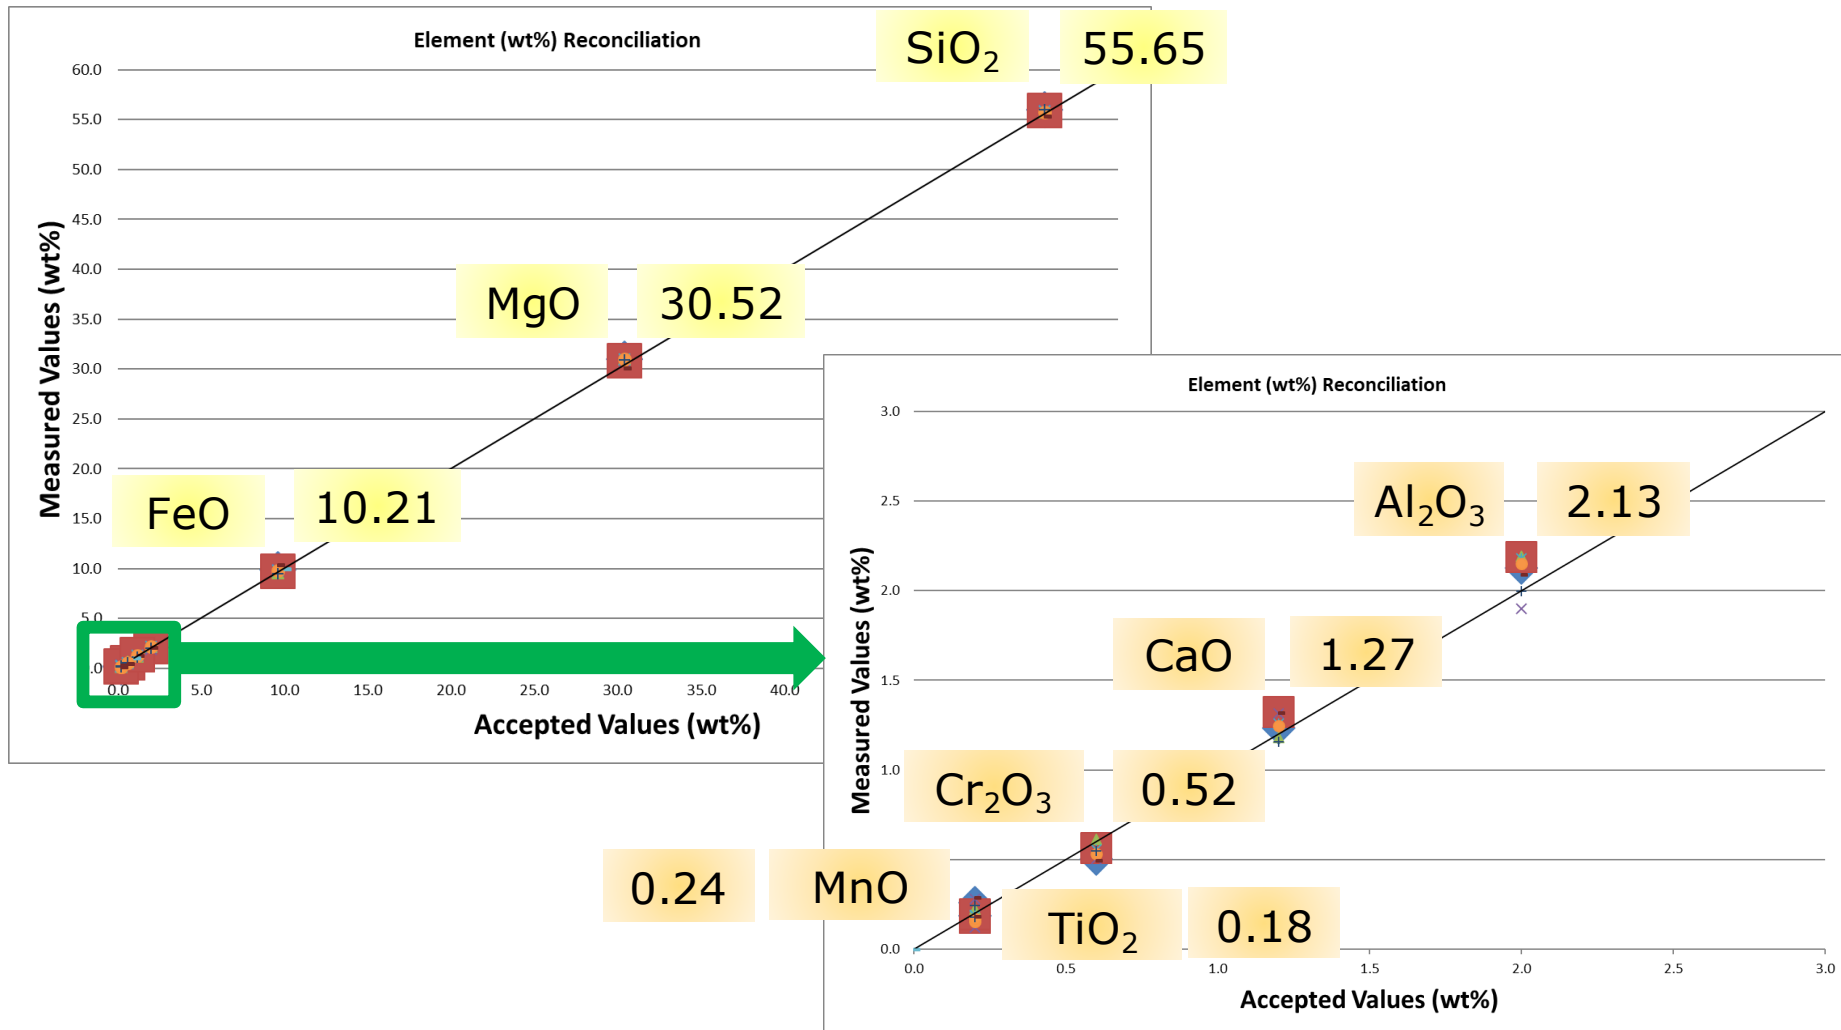 Element (wt%) Reconciliation
SiO₂ 55.65
60.0
55.0
50.0
45.0
40.0
35.0
30.0
25.0
20.0
15.0
10.0
5.0
Measured Values (wt%)
MgO 30.52
FeO 10.21
0.0 5.0 10.0 15.0 20.0 25.0 30.0 35.0 40.0
Accepted Values (wt%)
Element (wt%) Reconciliation
3.0
2.5
2.0
1.5
1.0
0.0
Measured Values (wt%)
Al₂O₃ 2.13
CaO 1.27
Cr₂O₃ 0.52
0.24 MnO
TiO₂ 0.18
0.0 0.5 1.0 1.5 2.0 2.5 3.0
Accepted Values (wt%)